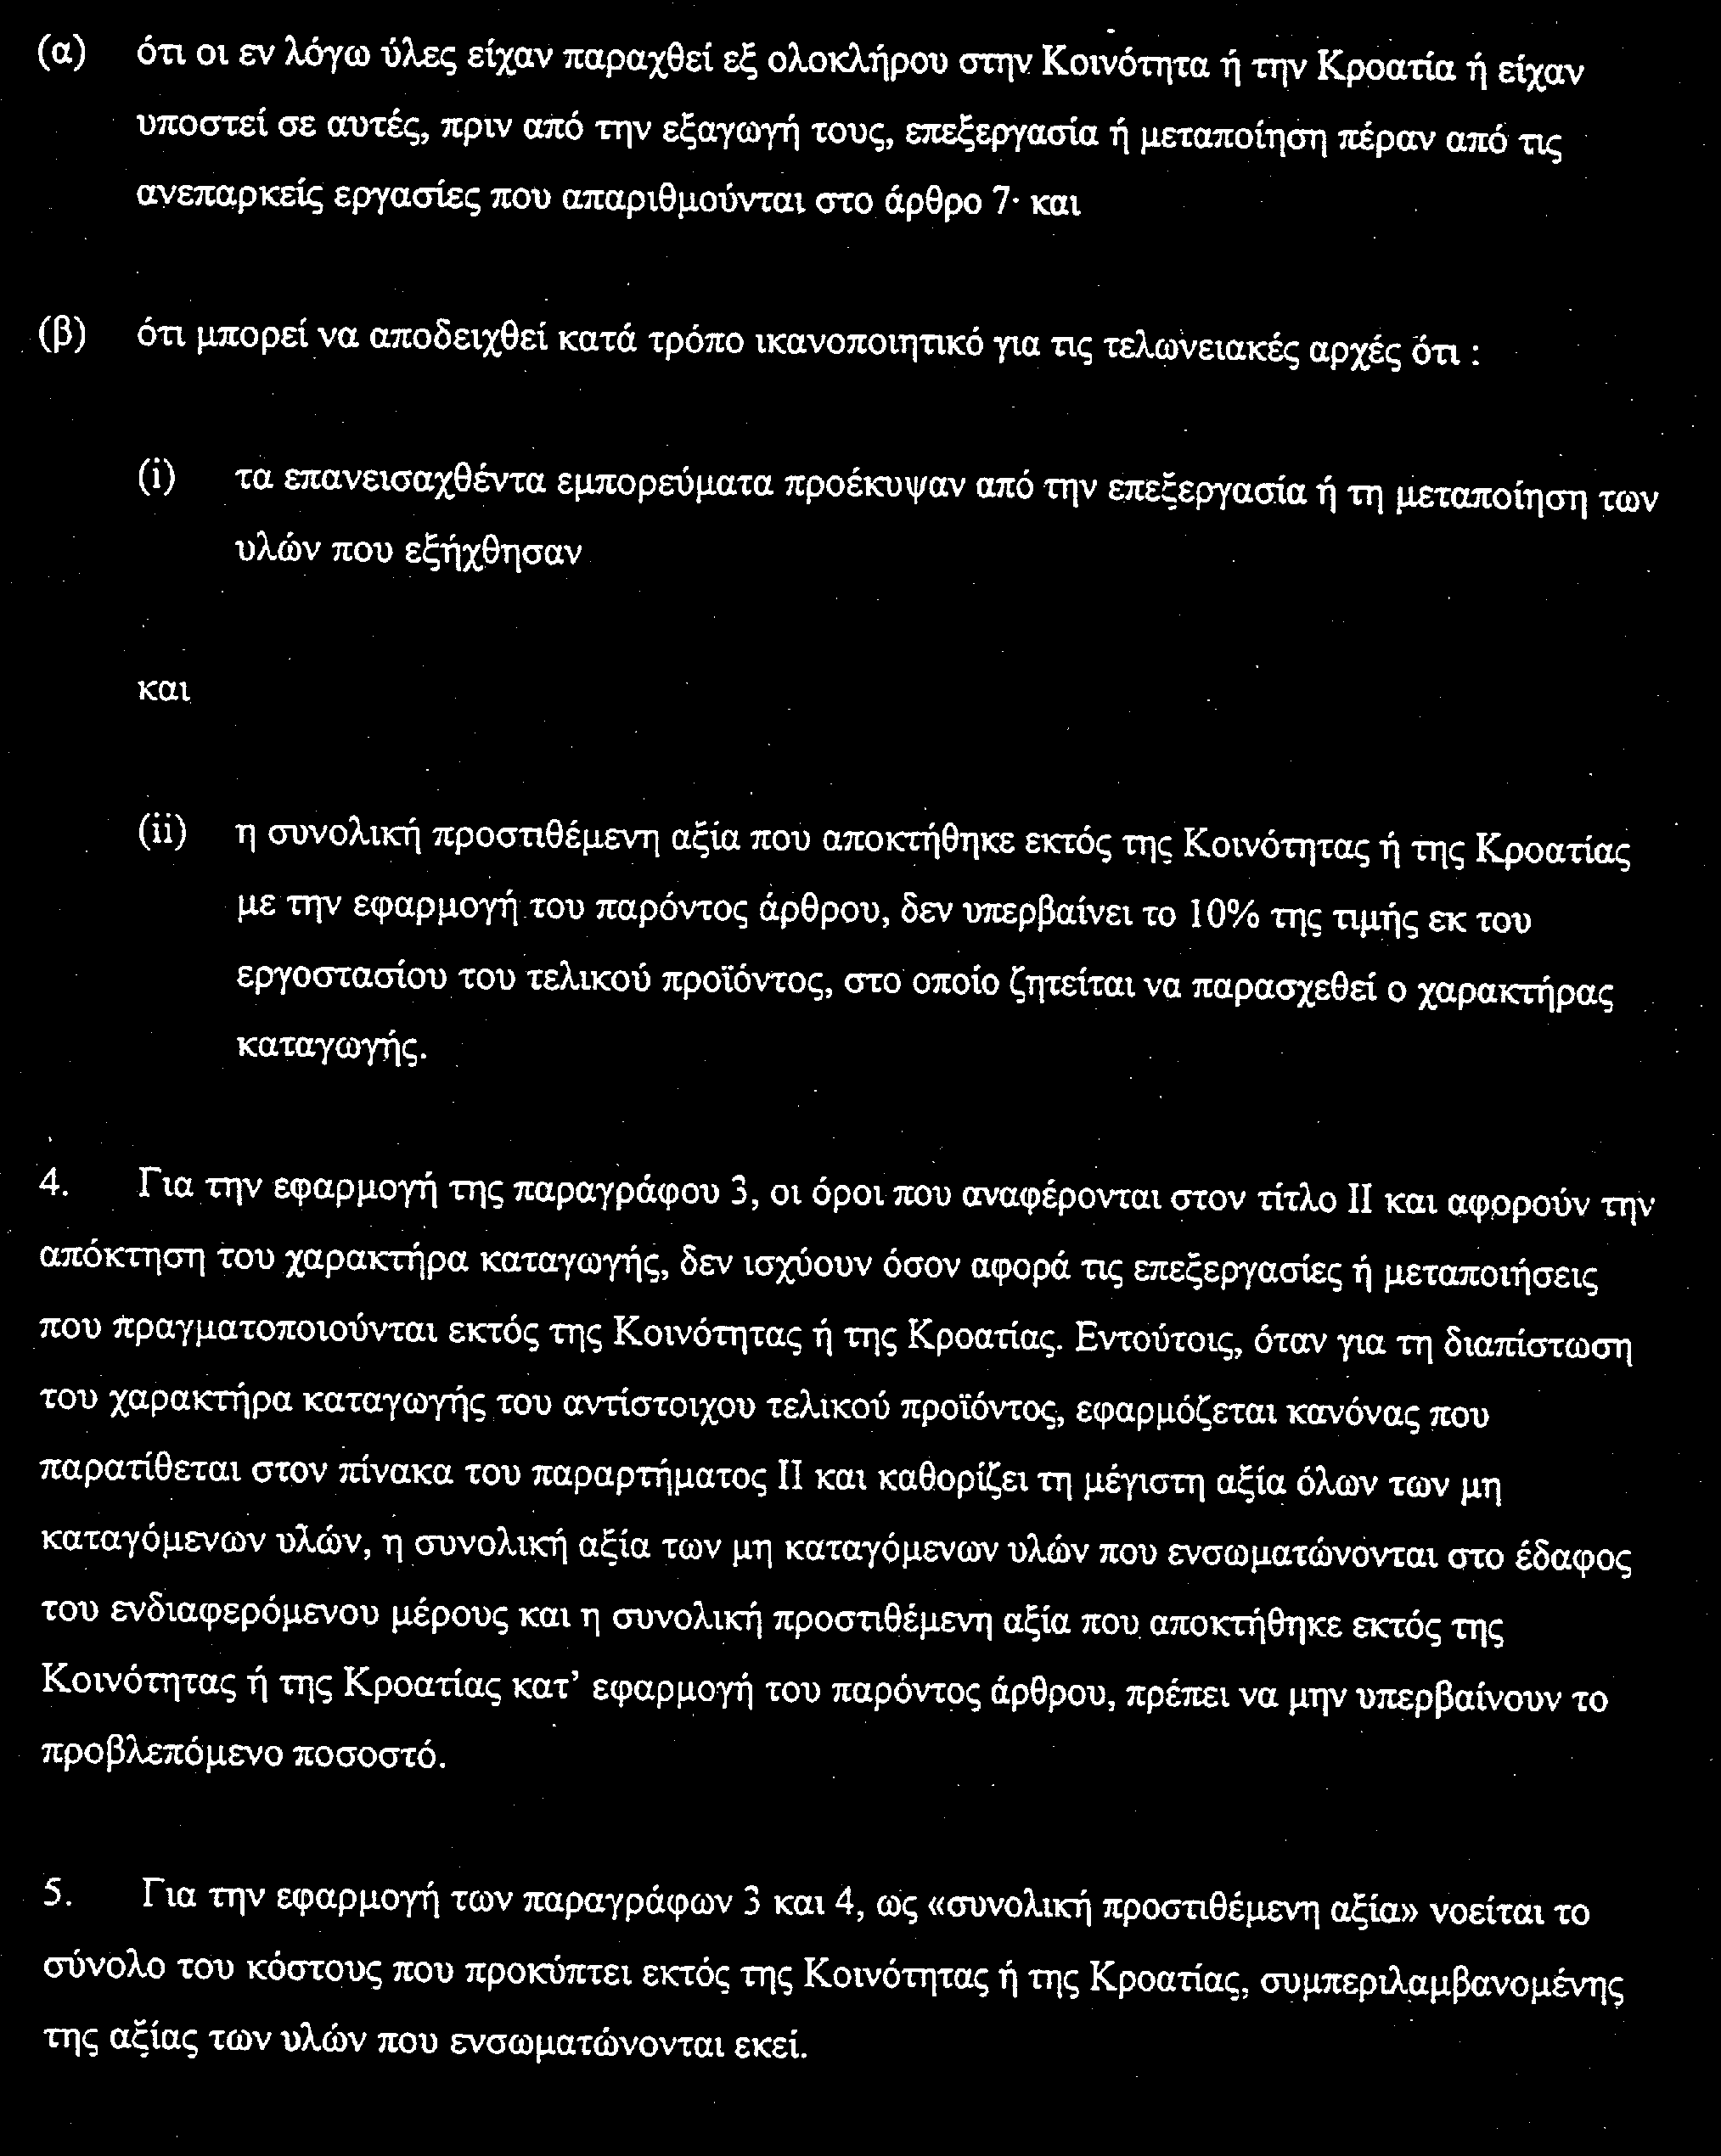 (α) ότι οι εν λόγω ύλες είχαν παραχθεί εξ ολοκλήρου στην Κοινότητα ή την Κροατία ή είχαν
υποστεί σε αυτές, πριν από την εξαγωγή τους, επεξεργασία ή μεταποίηση πέραν από τις
ανεπαρκείς εργασίες που απαριθμούνται στο άρθρο 7· και
(β) ότι μπορεί να αποδειχθεί κατά τρόπο ικανοποιητικό για τις τελωνειακές αρχές ότι :
(i) τα επανεισαχθέντα εμπορεύματα προέκυψαν από την επεξεργασία ή τη μεταποίηση των
υλών που εξήχθησαν
και
(ii) η συνολική προστιθέμενη αξία που αποκτήθηκε εκτός της Κοινότητας ή της Κροατίας
με την εφαρμογή του παρόντος άρθρου, δεν υπερβαίνει το 10% της τιμής εκ του
εργοστασίου του τελικού προϊόντος, στο οποίο ζητείται να παρασχεθεί ο χαρακτήρας
καταγωγής.
4. Για την εφαρμογή της παραγράφου 3, οι όροι που αναφέρονται στον τίτλο ΙΙ και αφορούν την
απόκτηση του χαρακτήρα καταγωγής, δεν ισχύουν όσον αφορά τις επεξεργασίες ή μεταποιήσεις
που πραγματοποιούνται εκτός της Κοινότητας ή της Κροατίας. Εντούτοις, όταν για τη διαπίστωση
του χαρακτήρα καταγωγής του αντίστοιχου τελικού προϊόντος, εφαρμόζεται κανόνας που
παρατίθεται στον πίνακα του παραρτήματος ΙΙ και καθορίζει τη μέγιστη αξία όλων των μη
καταγόμενων υλών, η συνολική αξία των μη καταγόμενων υλών που ενσωματώνονται στο έδαφος
του ενδιαφερόμενου μέρους και η συνολική προστιθέμενη αξία που αποκτήθηκε εκτός της
Κοινότητας ή της Κροατίας κατ’ εφαρμογή του παρόντος άρθρου, πρέπει να μην υπερβαίνουν το
προβλεπόμενο ποσοστό.
5. Για την εφαρμογή των παραγράφων 3 και 4, ως «συνολική προστιθέμενη αξία» νοείται το
σύνολο του κόστους που προκύπτει εκτός της Κοινότητας ή της Κροατίας, συμπεριλαμβανομένης
της αξίας των υλών που ενσωματώνονται εκεί.